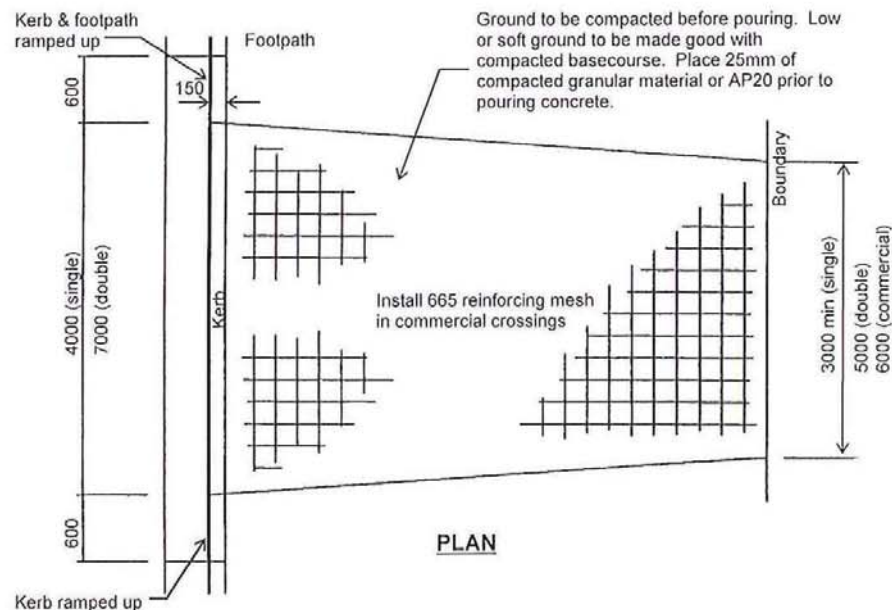 Kerb & footpath
ramped up
Footpath
Ground to be compacted before pouring. Low
or soft ground to be made good with
compacted basecourse. Place 25mm of
compacted granular material or AP20 prior to
pouring concrete.
600
150
Boundary
4000 (single)
7000 (double)
Kerb
Install 665 reinforcing mesh
in commercial crossings
3000 min (single)
5000 (double)
6000 (commercial)
600
PLAN
Kerb ramped up